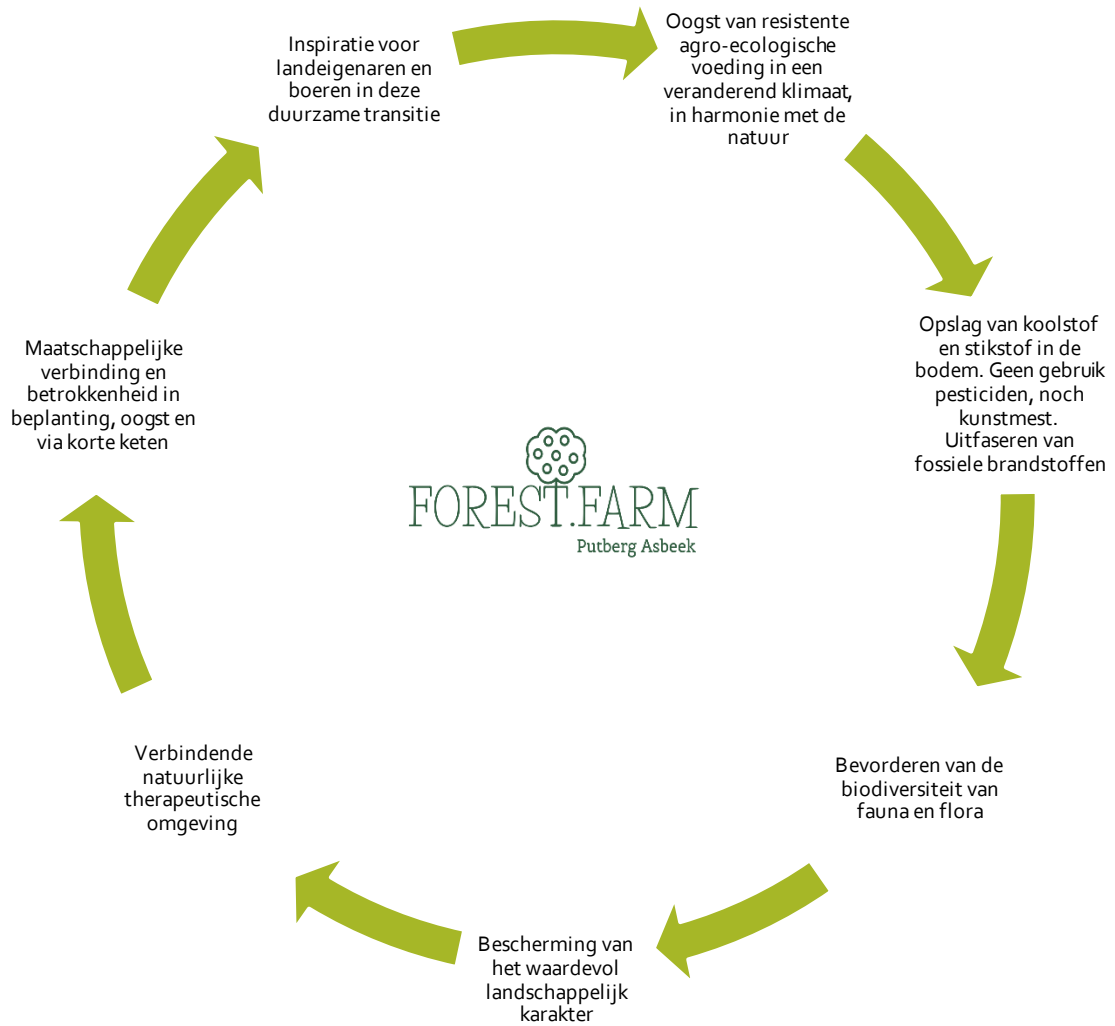 Inspiratie voor
landeigenaren en
boeren in deze
duurzame transitie
Oogst van resistente
agro-ecologische
voeding in een
veranderend klimaat,
in harmonie met de
natuur
Opslag van koolstof
en stikstof in de
bodem. Geen gebruik
pesticiden, noch
kunstmest.
Uitfaseren van
fossiele brandstoffen
Bevorderen van de
biodiversiteit van
fauna en flora
Bescherming van
het waardevol
landschappelijk
karakter
Verbindende
natuurlijke
therapeutische
omgeving
Maatschappelijke
verbinding en
betrokkenheid in
beplanting, oogst en
via korte keten
FOREST.FARM
Putberg Asbeek